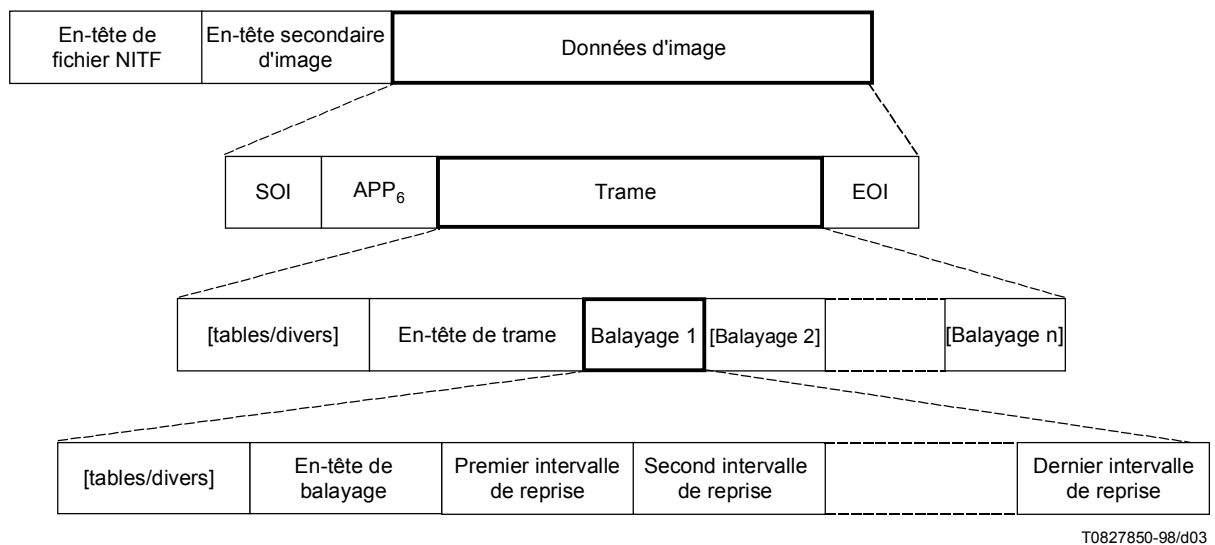 En-tête de
fichier NITF
En-tête secondaire
d'image
Données d'image
SOI
APP₆
Trame
EOI
[tables/divers]
En-tête de trame
Balayage 1
[Balayage 2]
[Balayage n]
[tables/divers]
En-tête de
balayage
Premier intervalle
de reprise
Second intervalle
de reprise
Dernier intervalle
de reprise
T0827850-98/d03